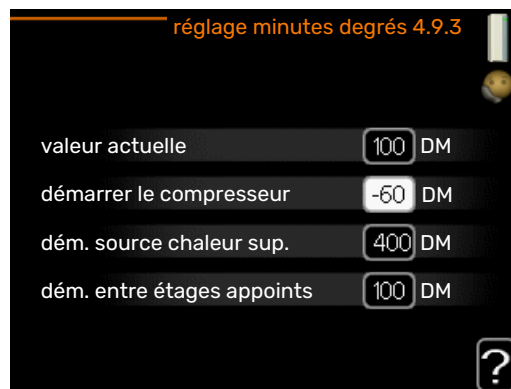 réglage minutes degrés 4.9.3
valeur actuelle 100 DM
démarrer le compresseur -60 DM
dém. source chaleur sup. 400 DM
dém. entre étages appoints 100 DM
?